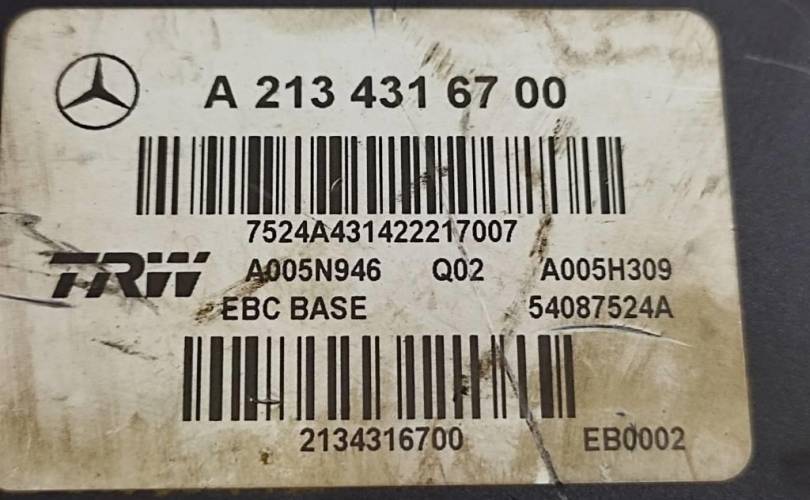 A 213 431 67 00
7524A431422217007
TRW A005N946 Q02 A005H309
EBC BASE 54087524A
2134316700 EB0002